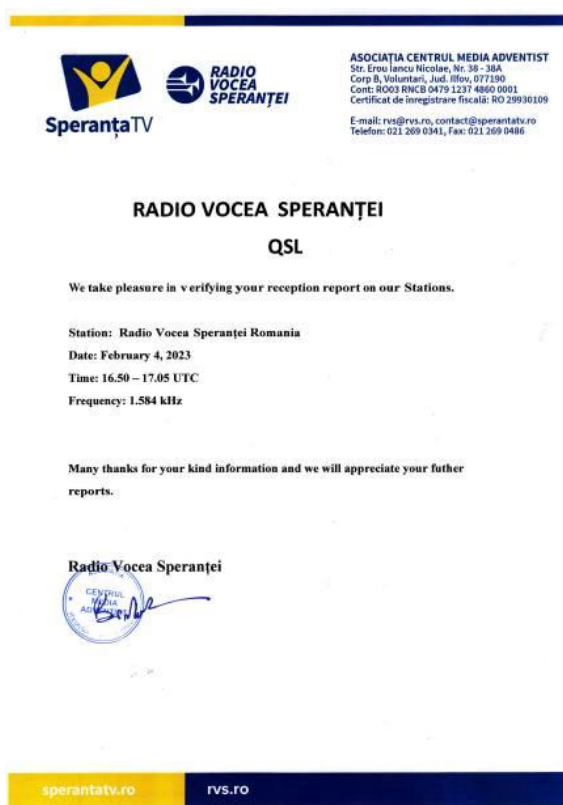 SperanțaTV
RADIO
VOCEA
SPERANȚEI
ASOCIAȚIA CENTRUL MEDIA ADVENTIST
Str. Erou Iancu Nicolae, Nr. 38 - 38A
Corp B, Voluntari, Jud. Ilfov, 077190
Cont: RO03 RNCB 0479 1237 4860 0001
Certificat de înregistrare fiscală: RO 29930109
E-mail: rvs@rvs.ro, contact@sperantatv.ro
Telefon: 021 269 0341, Fax: 021 269 0486
RADIO VOCEA SPERANȚEI
QSL
We take pleasure in v erifying your reception report on our Stations.
Station: Radio Vocea Speranței Romania
Date: February 4, 2023
Time: 16.50 – 17.05 UTC
Frequency: 1.584 kHz
Many thanks for your kind information and we will appreciate your futher
reports.
Radio Vocea Speranței
CENTRUL
MEDIA
sperantatv.ro
rvs.ro